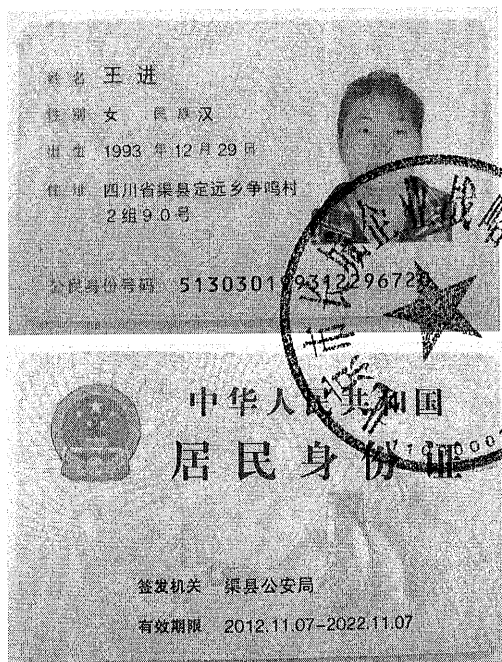 姓名 王进
性别 女 民族 汉
出生 1993 年 12 月 29 日
住址 四川省渠县定远乡争鸣村
2组90号
公民身份号码
中华人民共和国
居民身份证
签发机关 渠县公安局
有效期限 2012.11.07-2022.11.07